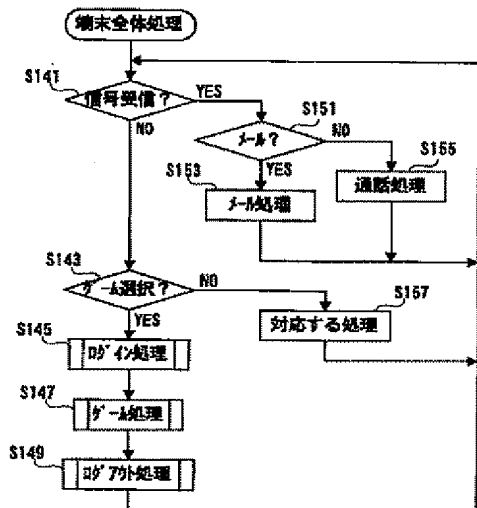 端末全体処理
S141
信号受信?
YES
NO
S151
ﾒｰﾙ?
NO
YES
S153
ﾒｰﾙ処理
S155
通話処理
S143
ｹﾞｰﾑ選択?
NO
YES
S157
対応する処理
S145
ﾛｸﾞｲﾝ処理
S147
ｹﾞｰﾑ処理
S149
ﾛｸﾞｱｳﾄ処理